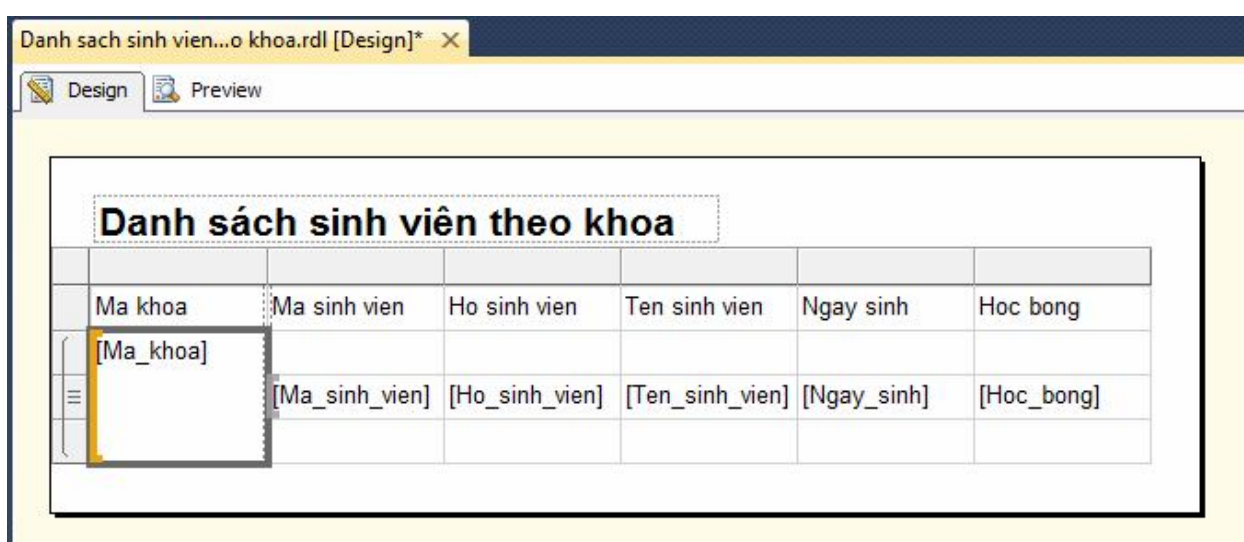 Danh sach sinh vien...o khoa.rdl [Design]*
Design Preview
Danh sách sinh viên theo khoa
Ma khoa Ma sinh vien Ho sinh vien Ten sinh vien Ngay sinh Hoc bong
[Ma_khoa]
[Ma_sinh_vien] [Ho_sinh_vien] [Ten_sinh_vien] [Ngay_sinh] [Hoc_bong]